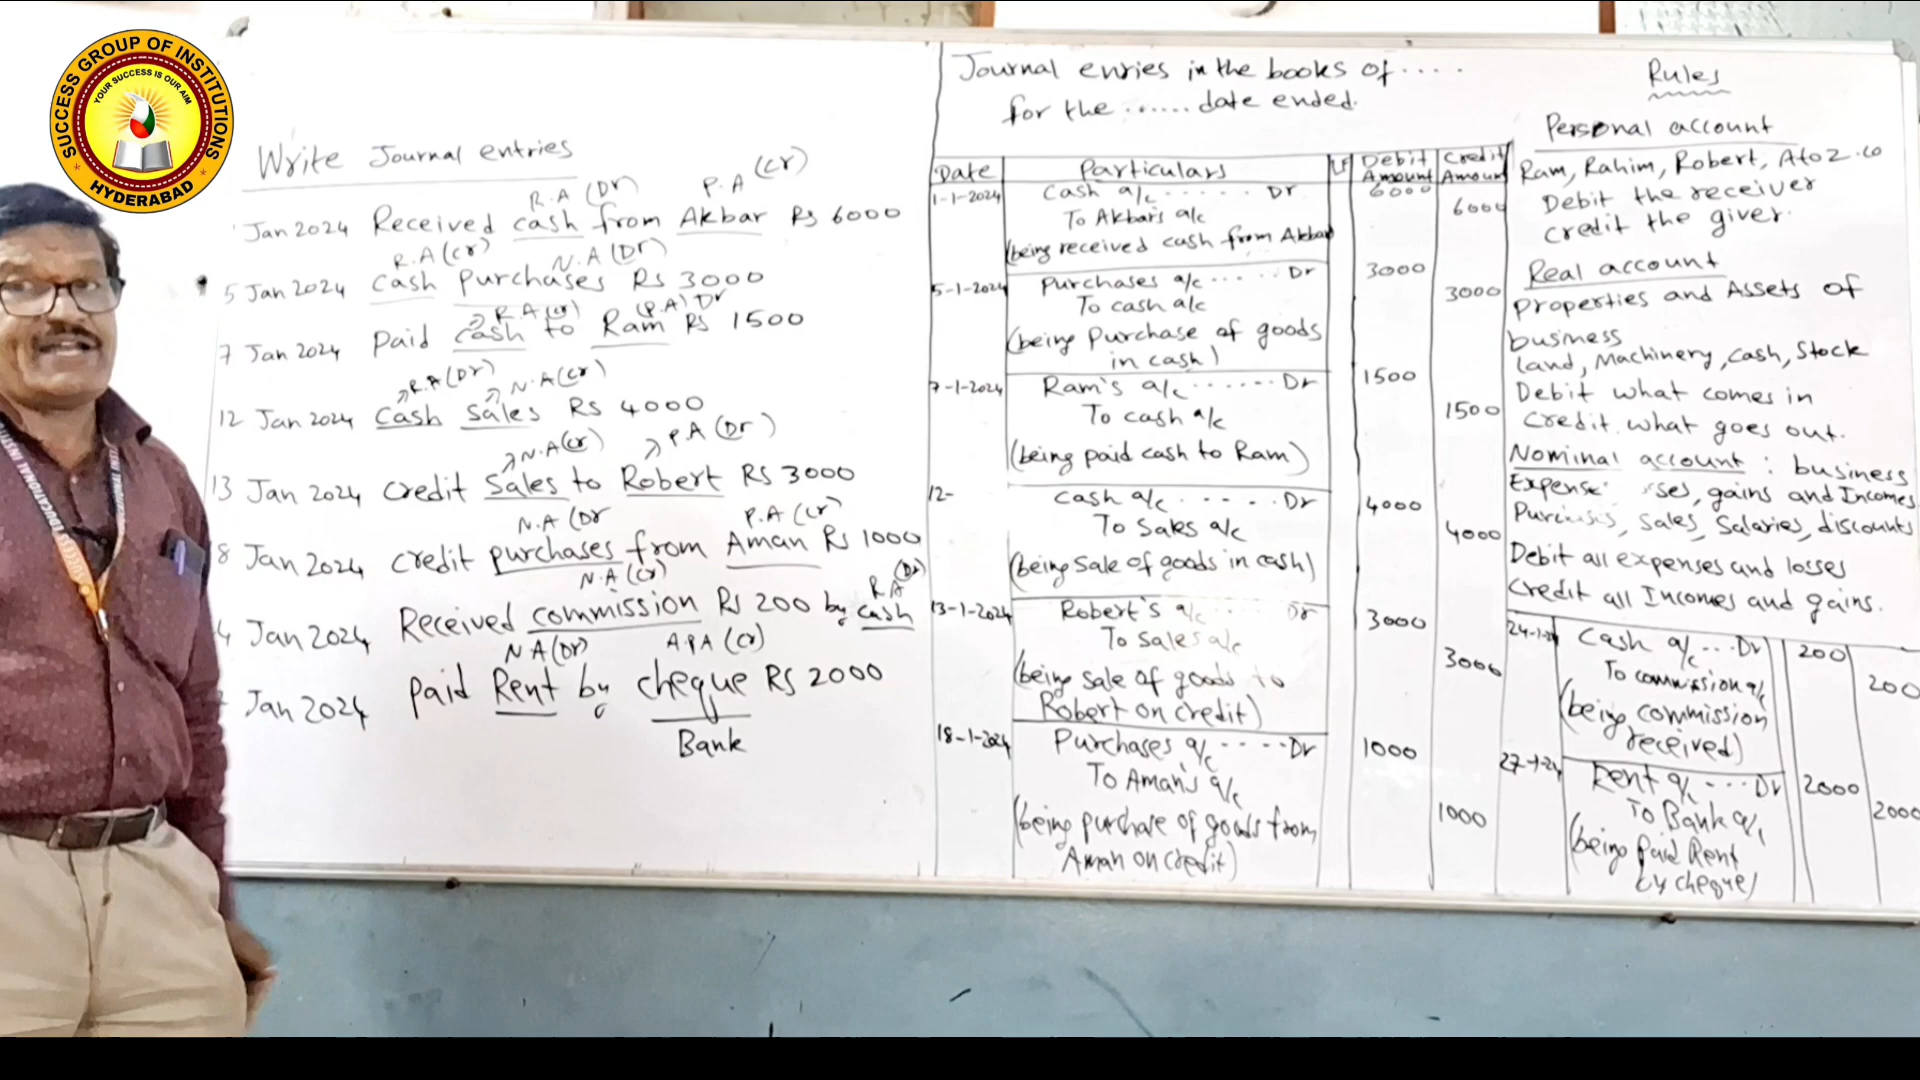 SUCCESS GROUP OF INSTITUTIONS
YOUR SUCCESS IS OUR AIM
HYDERABAD
Write Journal entries
R.A (Dr) P.A (Cr)
Jan 2024 Received cash from Akbar Rs 6000
R.A (Cr) N.A (Dr)
5 Jan 2024 Cash Purchases Rs 3000
R.A (Cr) (P.A) Dr
7 Jan 2024 Paid cash to Ram Rs 1500
R.A (Dr) N.A (Cr)
12 Jan 2024 Cash Sales Rs 4000
N.A (Cr) P.A (Dr)
13 Jan 2024 credit Sales to Robert Rs 3000
N.A (Dr P.A (Cr)
8 Jan 2024 credit purchases from Aman Rs 1000
N.A (Cr) R A (Dr)
4 Jan 2024 Received commission Rs 200 by cash
N A (Dr) A.P.A (Cr)
Jan 2024 paid Rent by cheque Rs 2000
Bank
Journal enries in the books of .....
for the ...... date ended.
Date Particulars LF Debit Amount Credit Amount
1-1-2024 Cash a/c ...... Dr 6000
To Akbar's a/c 6000
(being received cash from Akbar
5-1-2024 Purchases a/c ... .. Dr 3000
To cash a/c 3000
(being Purchase of goods
in cash)
7-1-2024 Ram's a/c ....... Dr 1500
To cash a/c 1500
(being paid cash to Ram)
12- Cash a/c ...... Dr 4000
To Sales a/c 4000
(being Sale of goods in cash)
13-1-2024 Robert's a/c .... Dr 3000
To Sales a/c 3000
(being sale of goods to
Robert on credit)
18-1-2024 Purchases a/c ..... Dr 1000
To Aman's a/c
(being purchase of goods from 1000
Aman on credit)
Rules
Personal account
Ram, Rahim, Robert, A to Z .co
Debit the receiver
credit the giver.
Real account
Properties and Assets of
business
Land, Machinery, Cash, Stock
Debit what comes in
Credit what goes out.
Nominal account : business
Expense ses, gains and Incomes
Sales, Salaries, discounts
Debit all expenses and losses
Credit all Incomes and gains.
Cash a/c ... Dr 200
To commission a/c 200
(being commission
received)
27-1-24 Rent a/c .... Dr 2000
To Bank a/c 2000
(being Paid Rent
by cheque)